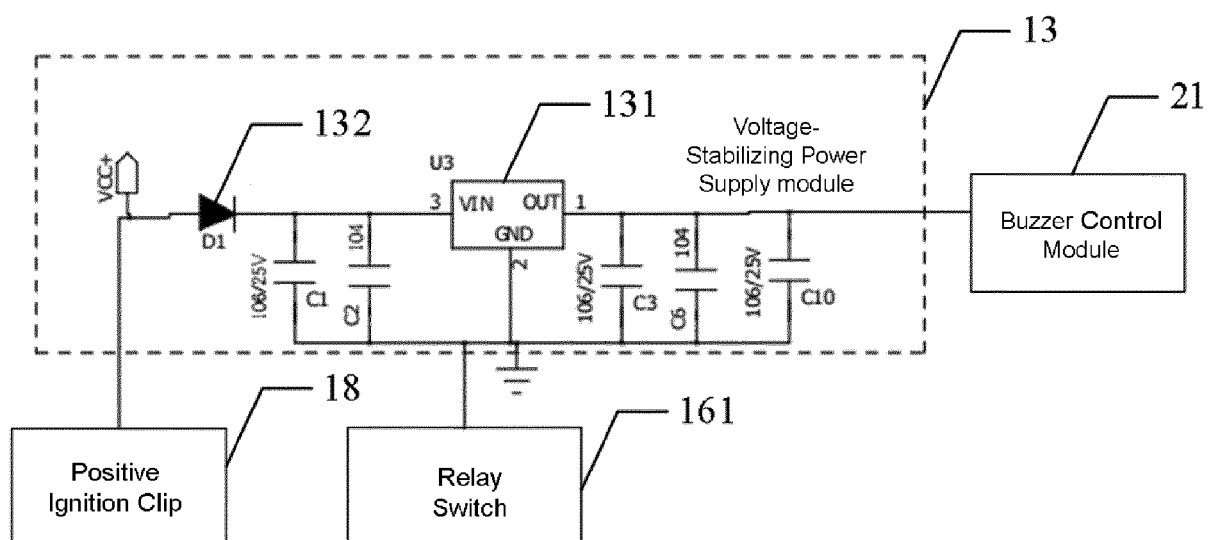 13
132
131
21
Voltage-
Stabilizing Power
Supply module
VCC+
U3
3
VIN
OUT
1
GND
2
D1
106/25V
C1
104
C2
106/25V
C3
104
C6
106/25V
C10
Buzzer Control
Module
18
161
Positive
Ignition Clip
Relay
Switch